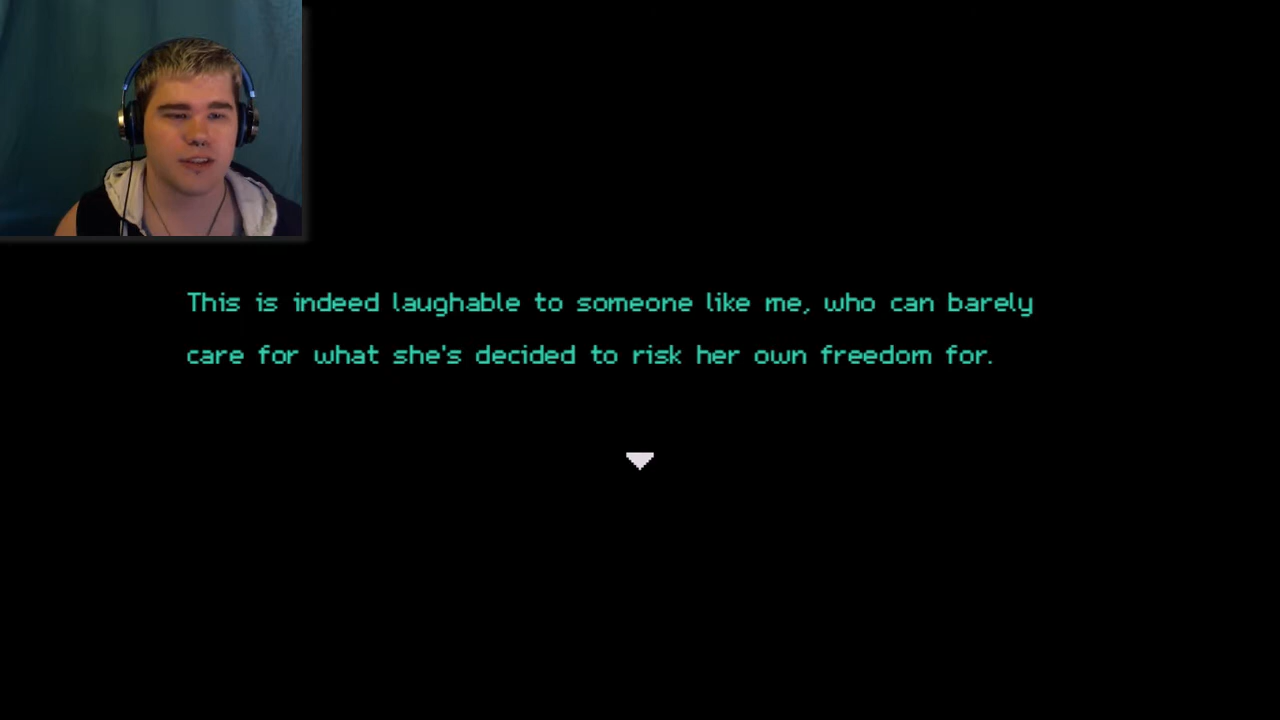 This is indeed laughable to someone like me, who can barely
care for what she's decided to risk her own freedom for.